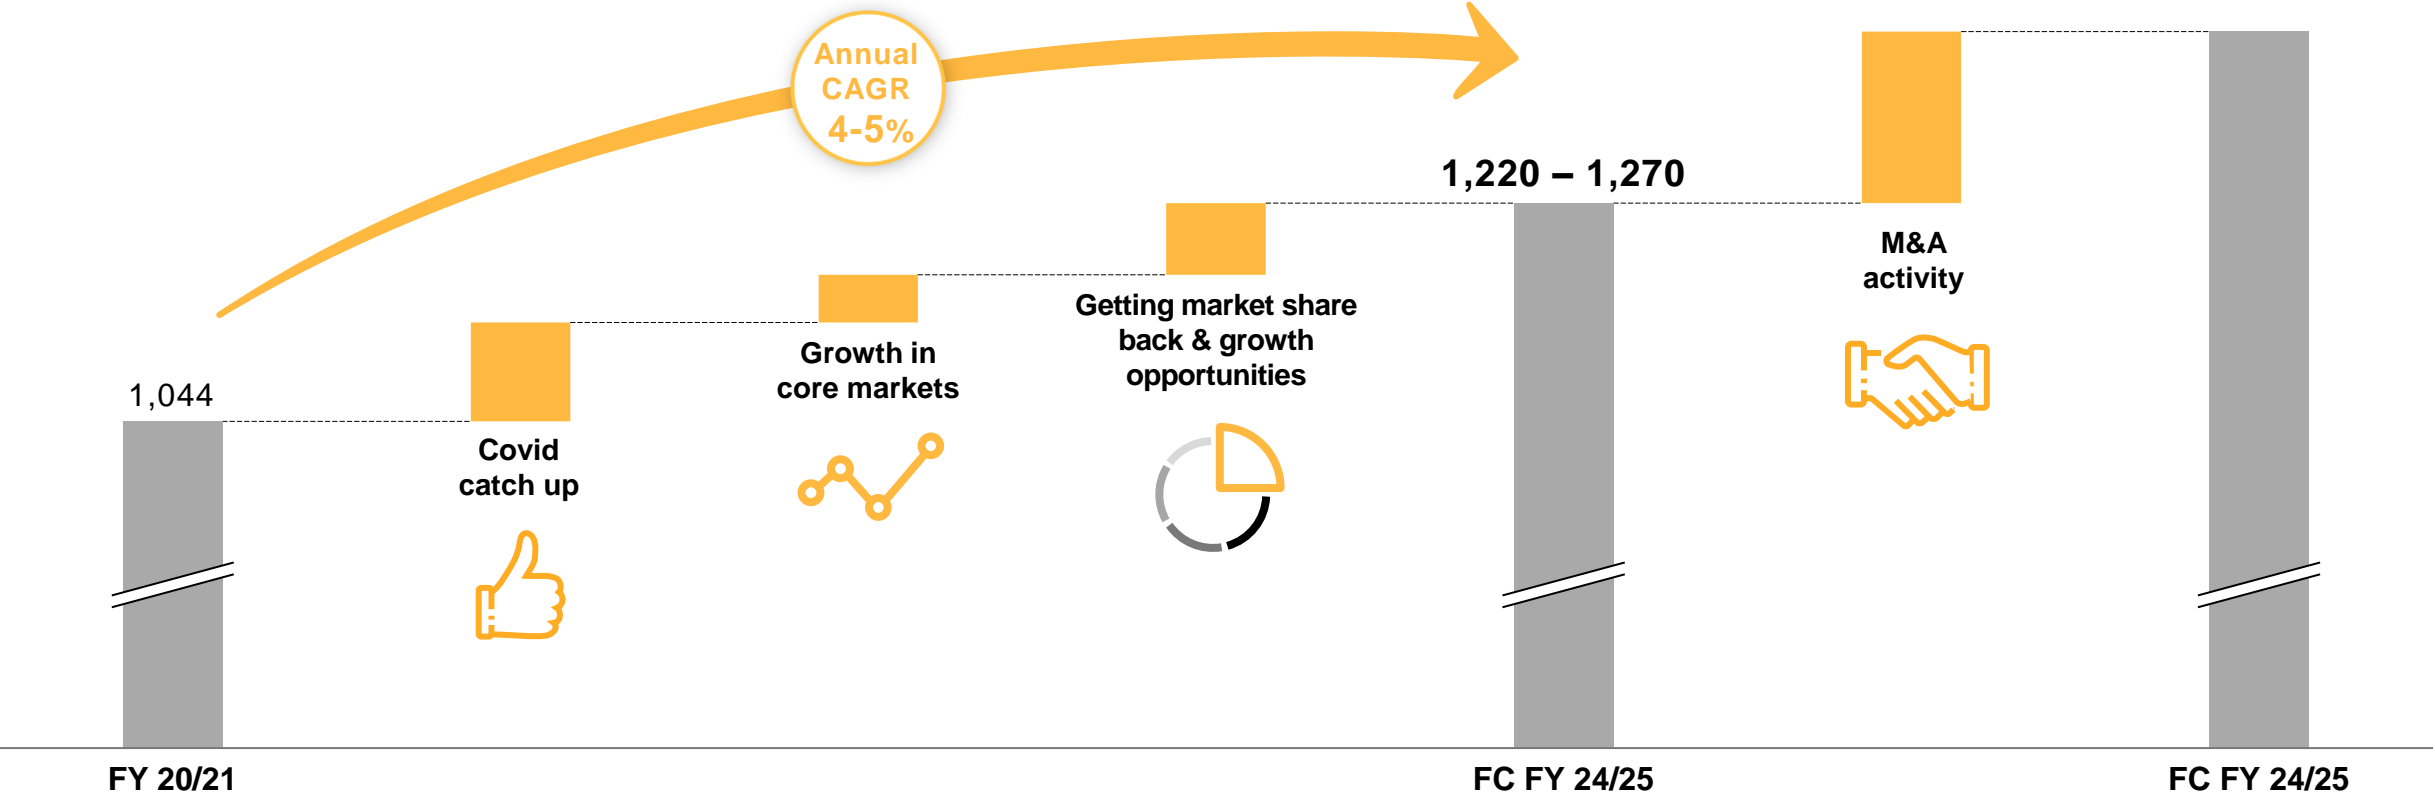 Annual
CAGR
4-5%
1,220 – 1,270
M&A
activity
Getting market share
back & growth
opportunities
Growth in
core markets
1,044
Covid
catch up
FY 20/21
FC FY 24/25
FC FY 24/25